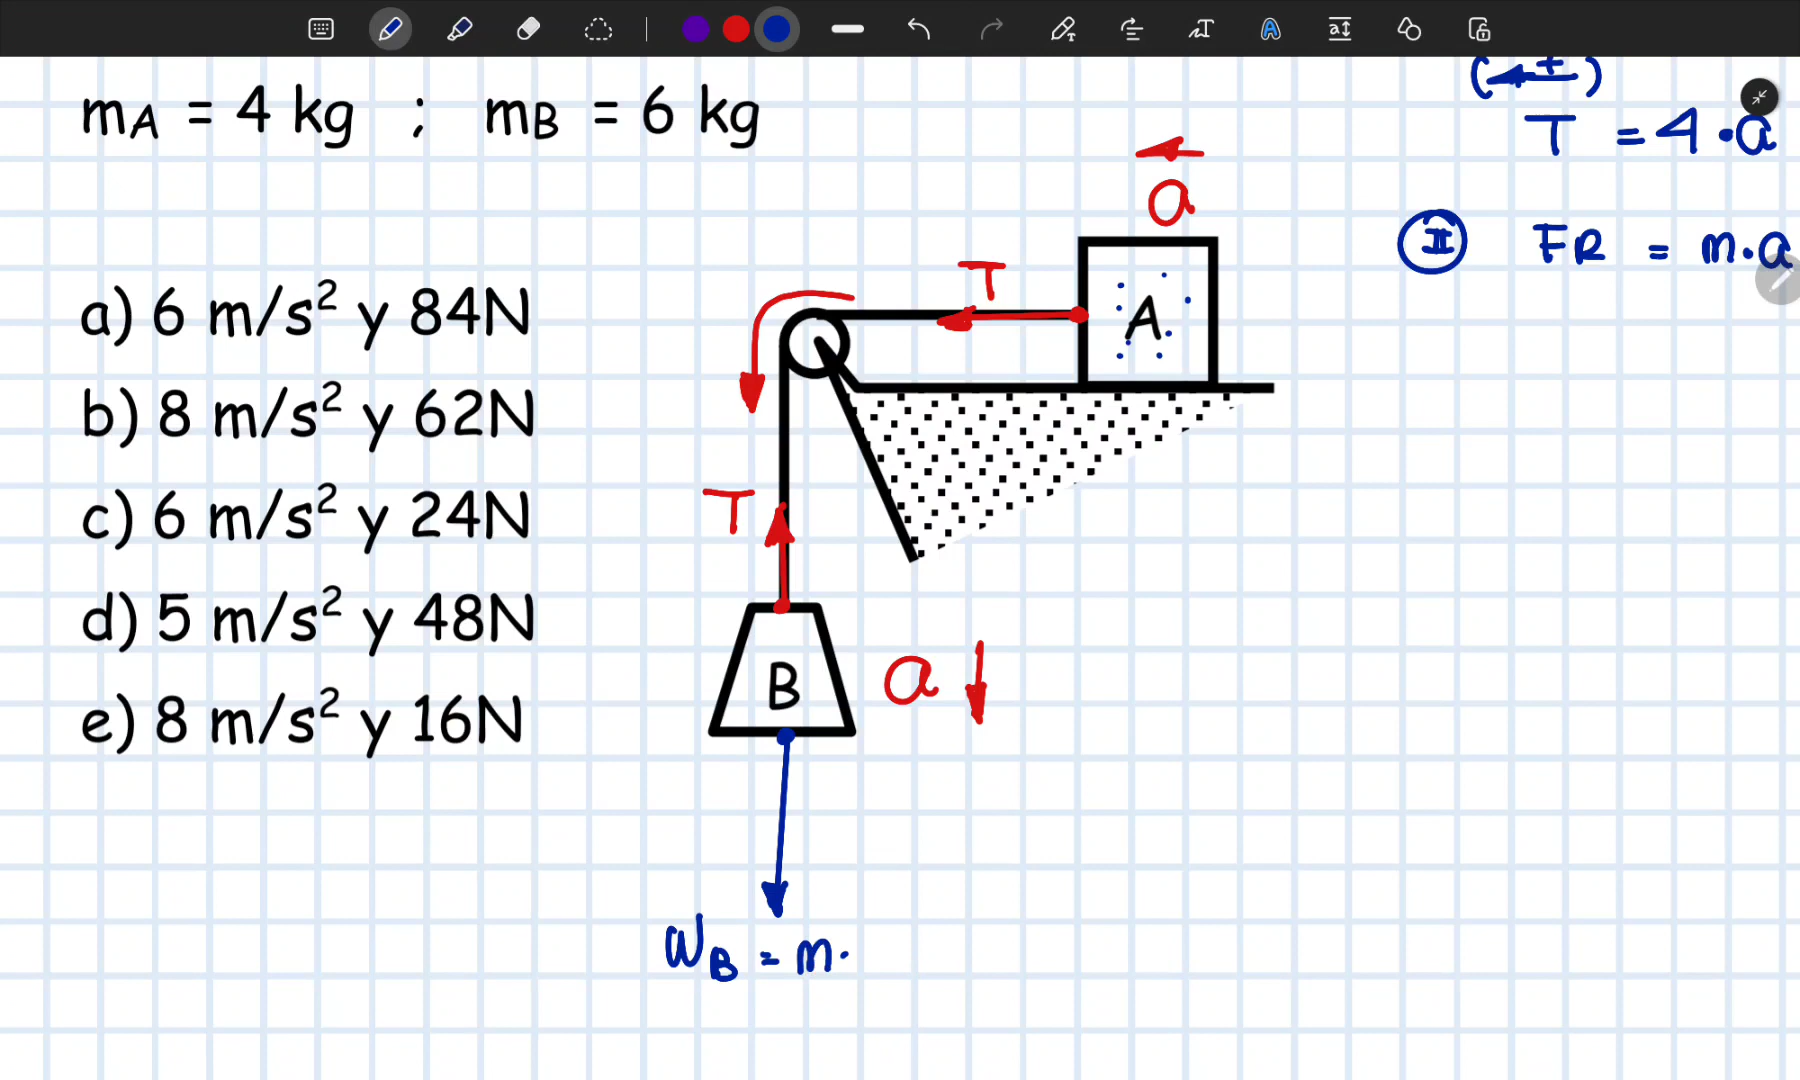 mA = 4 kg ; mB = 6 kg
a) 6 m/s² y 84N
b) 8 m/s² y 62N
c) 6 m/s² y 24N
d) 5 m/s² y 48N
e) 8 m/s² y 16N
a
T
A
T
B
a
WB = m.
(+)
T = 4 . a
II FR = m.a